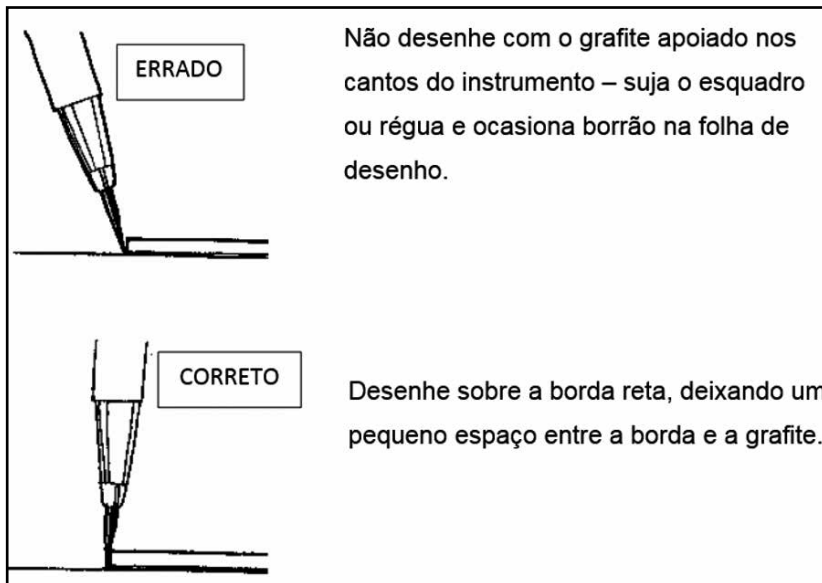 ERRADO
Não desenhe com o grafite apoiado nos
cantos do instrumento – suja o esquadro
ou régua e ocasiona borrão na folha de
desenho.
CORRETO
Desenhe sobre a borda reta, deixando um
pequeno espaço entre a borda e a grafite.